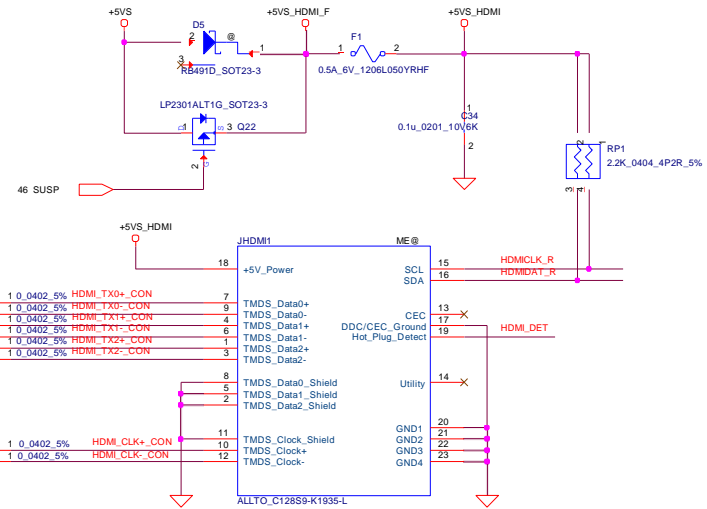 +5VS +5VS_HDMI_F +5VS_HDMI
D5 @ F1
2 1 1 2
3
RB491D_SOT23-3 0.5A_6V_1206L050YRHF
LP2301ALT1G_SOT23-3
1
C34
0.1u_0201_10V6K
2
D 1 S 3 Q22
2 G
2 1
RP1
2.2K_0404_4P2R_5%
3 4
46 SUSP
+5VS_HDMI
JHDMI1 ME@
18 +5V_Power
SCL 15 HDMICLK_R
SDA 16 HDMIDAT_R
1 0_0402_5% HDMI_TX0+_CON 7 TMDS_Data0+
1 0_0402_5% HDMI_TX0-_CON 9 TMDS_Data0-
1 0_0402_5% HDMI_TX1+_CON 4 TMDS_Data1+
1 0_0402_5% HDMI_TX1-_CON 6 TMDS_Data1-
1 0_0402_5% HDMI_TX2+_CON 1 TMDS_Data2+
1 0_0402_5% HDMI_TX2-_CON 3 TMDS_Data2-
CEC 13
DDC/CEC_Ground 17
Hot_Plug_Detect 19 HDMI_DET
8 TMDS_Data0_Shield
5 TMDS_Data1_Shield
2 TMDS_Data2_Shield
Utility 14
11 TMDS_Clock_Shield
1 0_0402_5% HDMI_CLK+_CON 10 TMDS_Clock+
1 0_0402_5% HDMI_CLK-_CON 12 TMDS_Clock-
GND1 20
GND2 21
GND3 22
GND4 23
ALLTO_C128S9-K1935-L